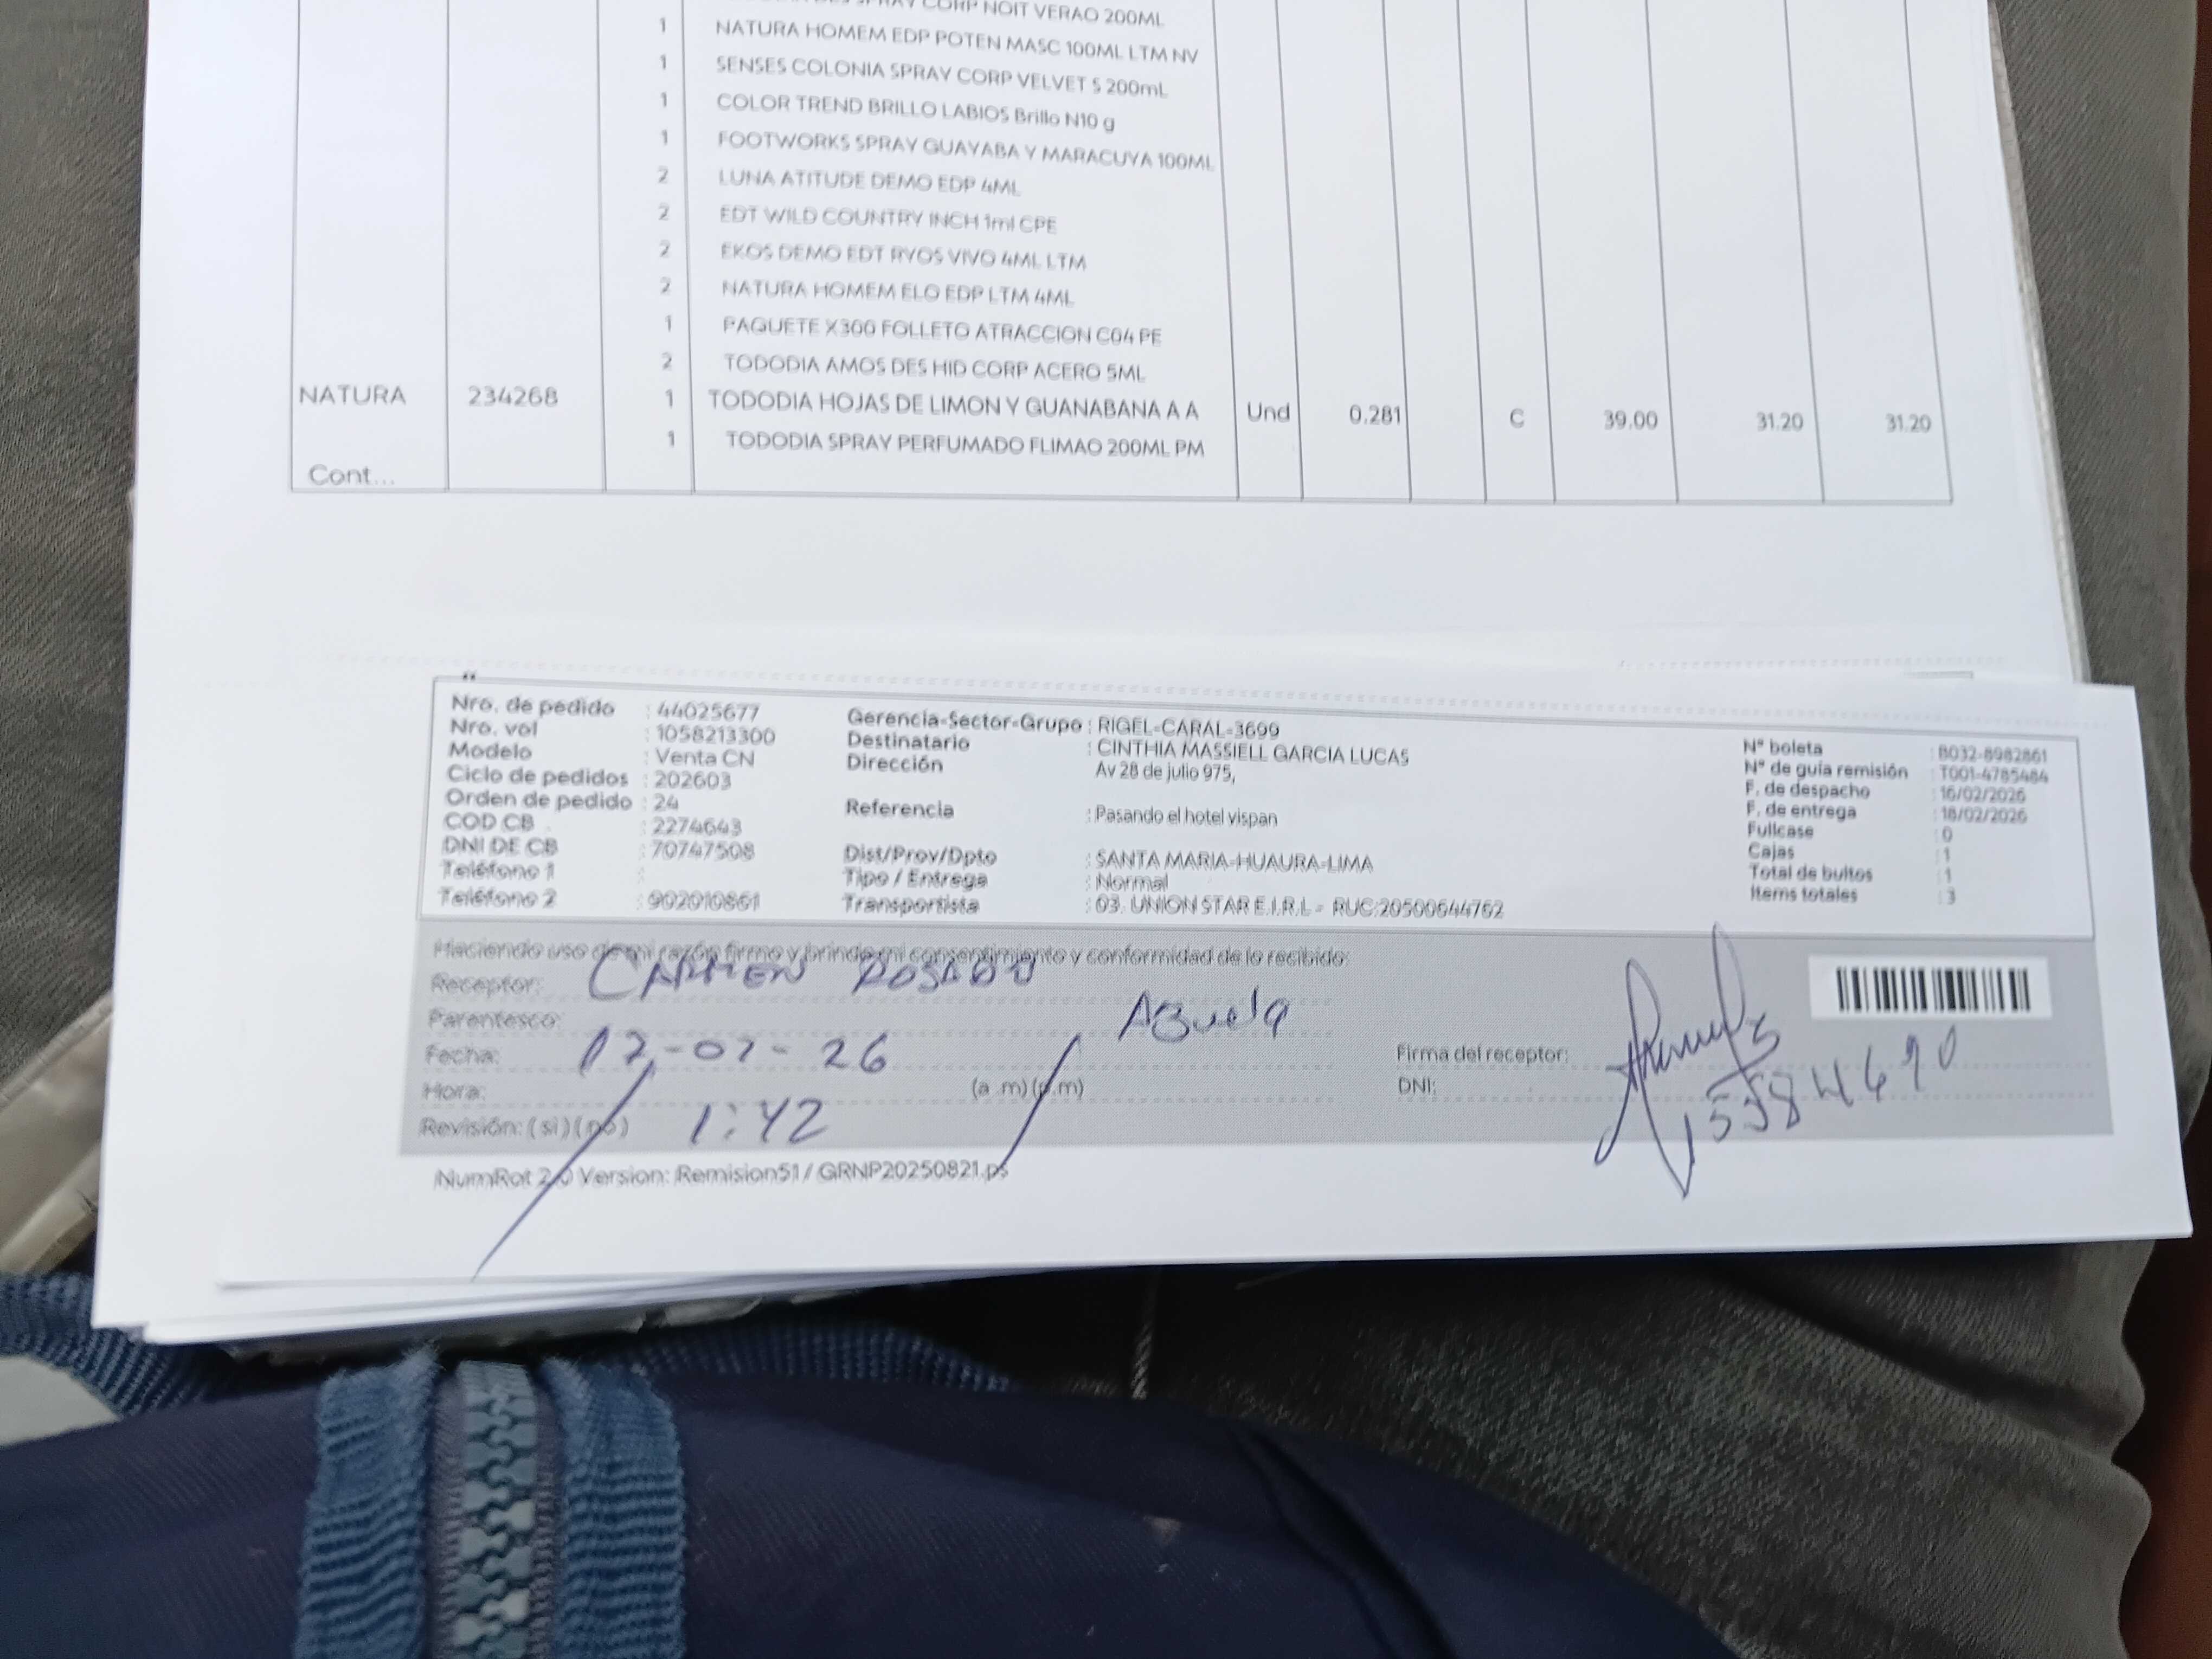 SPRAY CORP NOIT VERAO 200ML
1 NATURA HOMEM EDP POTEN MASC 100ML LTM NV
1 SENSES COLONIA SPRAY CORP VELVET S 200mL
1 COLOR TREND BRILLO LABIOS Brillo N10 g
1 FOOTWORKS SPRAY GUAYABA Y MARACUYA 100ML
2 LUNA ATITUDE DEMO EDP 4ML
2 EDT WILD COUNTRY INCH 1ml CPE
2 EKOS DEMO EDT RYOS VIVO 4ML LTM
2 NATURA HOMEM ELO EDP LTM 4ML
1 PAQUETE X300 FOLLETO ATRACCION C04 PE
2 TODODIA AMOS DES HID CORP ACERO 5ML
NATURA 234268 1 TODODIA HOJAS DE LIMON Y GUANABANA A A Und 0.281 C 39.00 31.20 31.20
1 TODODIA SPRAY PERFUMADO FLIMAO 200ML PM
Cont...
Nro. de pedido : 44025677
Nro. vol : 1058213300
Modelo : Venta CN
Ciclo de pedidos : 202603
Orden de pedido : 24
COD CB : 2274643
DNI DE CB : 70747508
Teléfono 1 :
Teléfono 2 : 902010861
Gerencia-Sector-Grupo : RIGEL-CARAL-3699
Destinatario : CINTHIA MASSIELL GARCIA LUCAS
Dirección Av 28 de julio 975,
Referencia : Pasando el hotel vispan
Dist/Prov/Dpto : SANTA MARIA-HUAURA-LIMA
Tipo / Entrega : Normal
Transportista : 03. UNION STAR E.I.R.L - RUC:20500644762
N° boleta : B032-8982861
N° de guía remisión : T001-4785484
F. de despacho : 16/02/2026
F. de entrega : 18/02/2026
Fullcase : 0
Cajas : 1
Total de bultos : 1
Items totales : 3
Haciendo uso de mi razón firmo y brindo mi consentimiento y conformidad de lo recibido:
Receptor: CARMEN ROSADO
Parentesco: Abuela
Fecha: 17-02-26
Hora: 1:42 (a .m) (p.m)
Revisión: ( si ) ( no )
Firma del receptor:
DNI: 15584690
NumRot 2.0 Version: Remision51 / GRNP20250821.ps